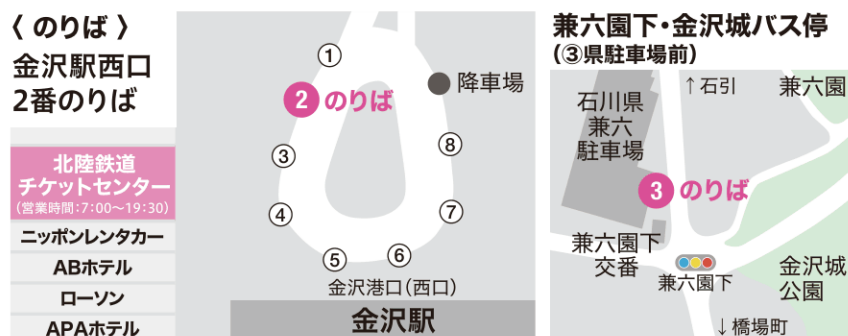 〈 のりば 〉
金沢駅西口
2番のりば
北陸鉄道
チケットセンター
(営業時間:7:00〜19:30)
ニッポンレンタカー
ABホテル
ローソン
APAホテル
①
② のりば
③
④
⑤
⑥
⑦
⑧
降車場
金沢港口(西口)
金沢駅
兼六園下・金沢城バス停
(③県駐車場前)
↑石引
兼六園
石川県
兼六
駐車場
③ のりば
兼六園下
交番
兼六園下
金沢城
公園
↓橋場町